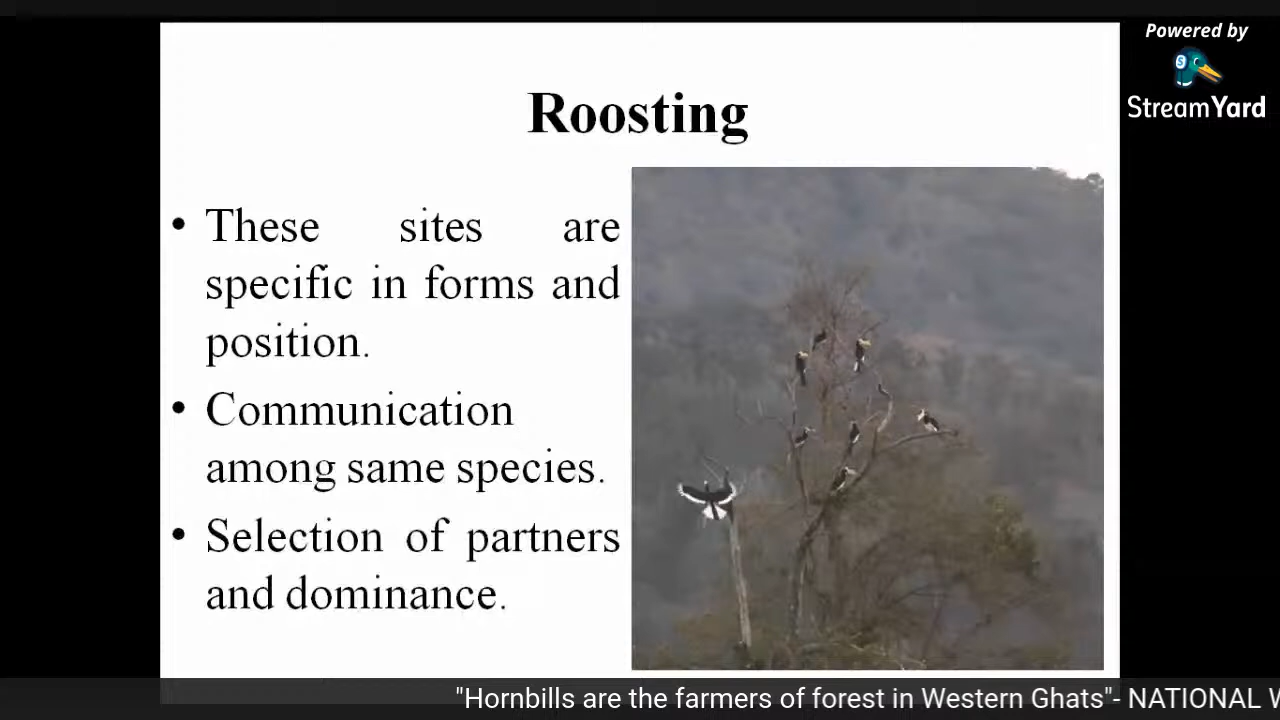 Powered by
StreamYard
Roosting
• These sites are
specific in forms and
position.
• Communication
among same species.
• Selection of partners
and dominance.
"Hornbills are the farmers of forest in Western Ghats"- NATIONAL